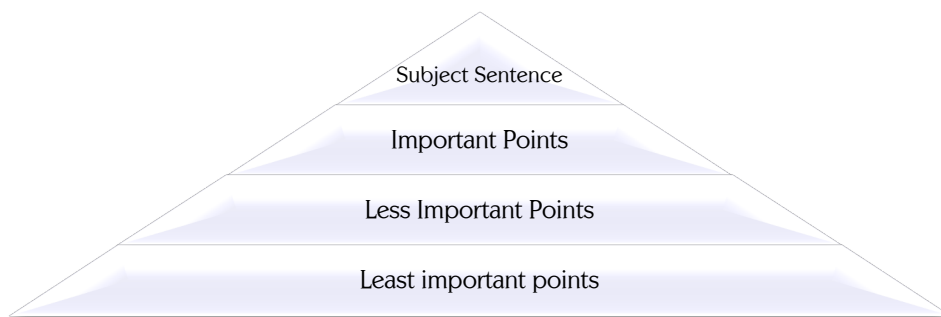 Subject Sentence
Important Points
Less Important Points
Least important points